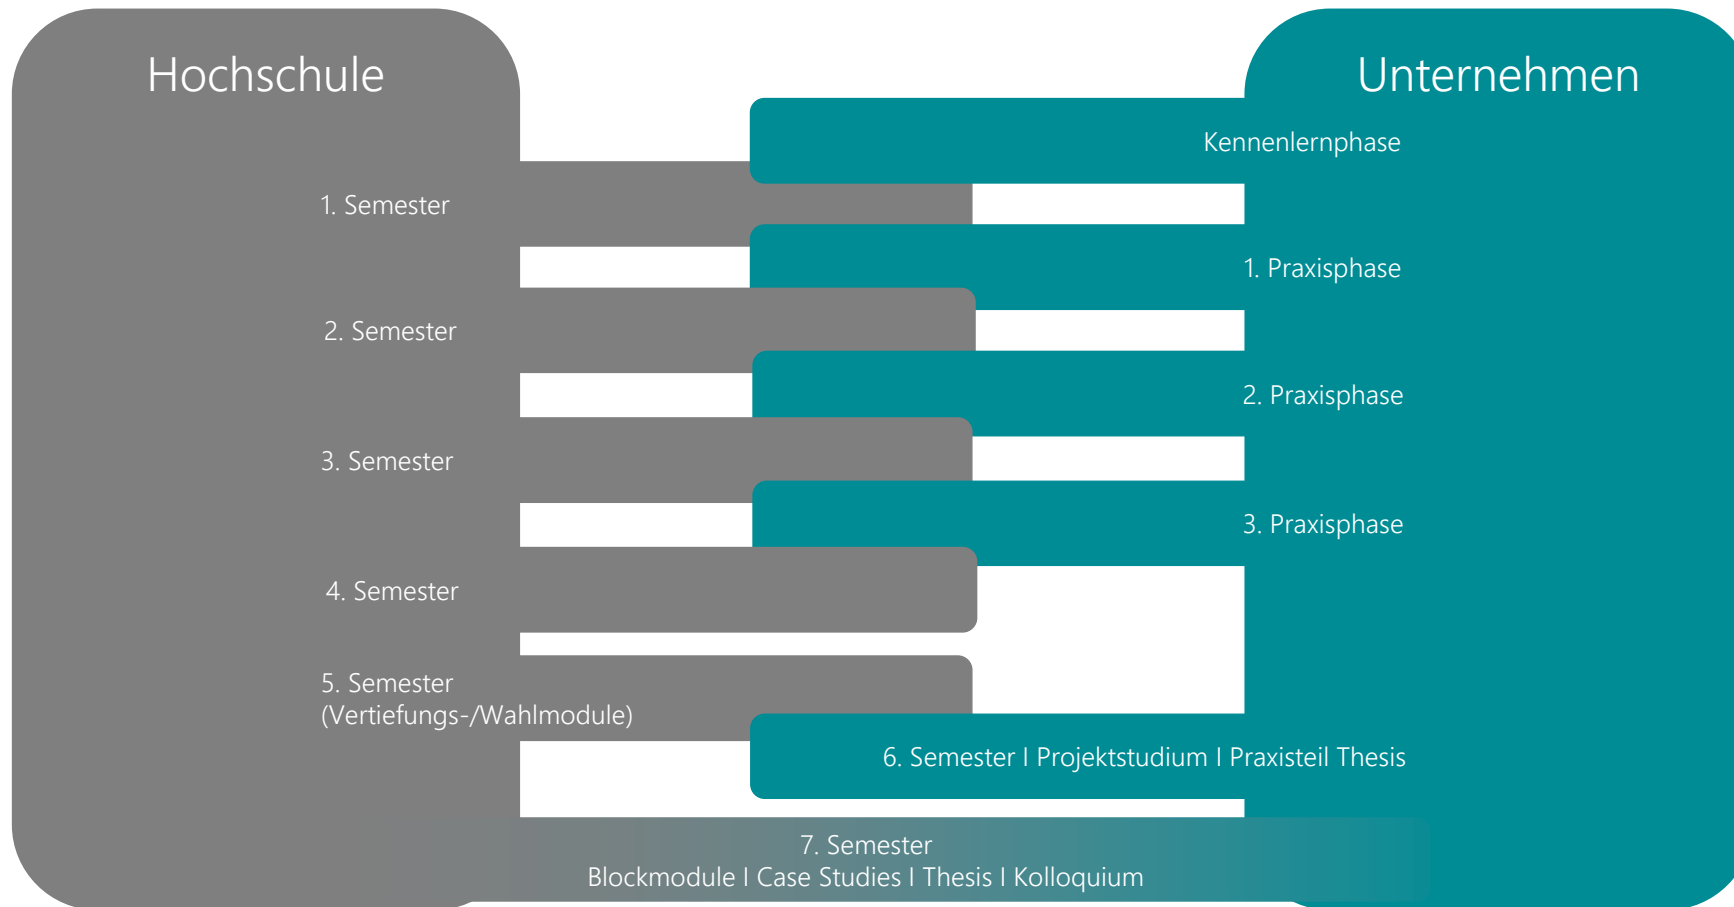 Hochschule
Unternehmen
Kennenlernphase
1. Semester
1. Praxisphase
2. Semester
2. Praxisphase
3. Semester
3. Praxisphase
4. Semester
5. Semester
(Vertiefungs-/Wahlmodule)
6. Semester I Projektstudium I Praxisteil Thesis
7. Semester
Blockmodule I Case Studies I Thesis I Kolloquium